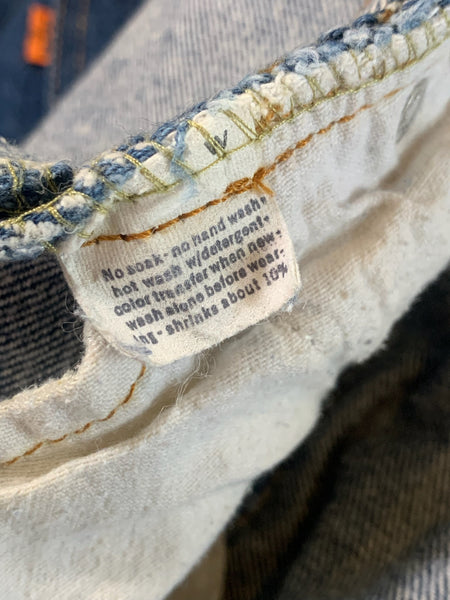 W
No soak - no hand wash -
hot wash w/detergent -
color transfer when new -
wash alone before wear-
ing - shrinks about 10%